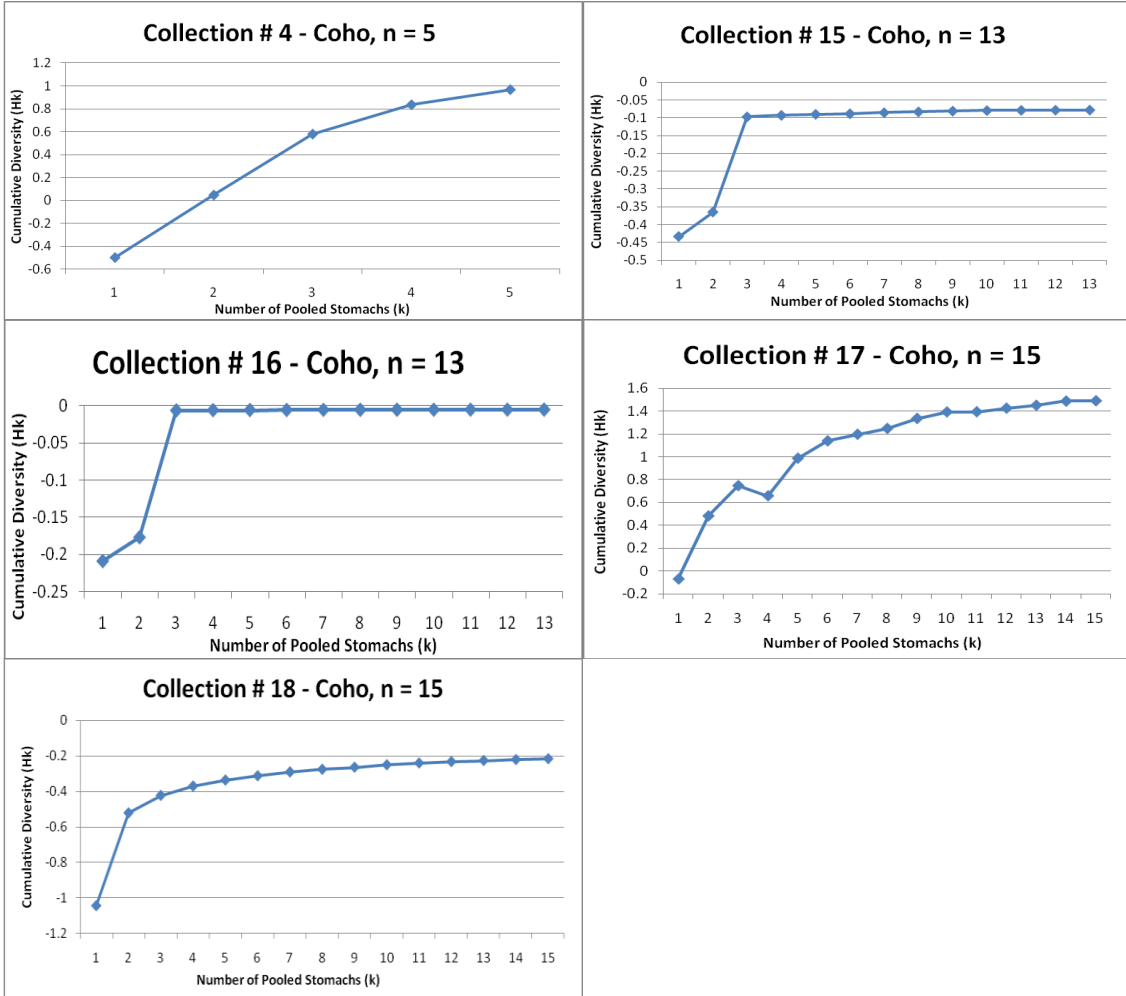 Collection # 4 - Coho, n = 5
Cumulative Diversity (Hk)
1.2
1
0.8
0.6
0.4
0.2
0
-0.2
-0.4
-0.6
1 2 3 4 5
Number of Pooled Stomachs (k)
Collection # 15 - Coho, n = 13
Cumulative Diversity (Hk)
0
-0.05
-0.1
-0.15
-0.2
-0.25
-0.3
-0.35
-0.4
-0.45
-0.5
1 2 3 4 5 6 7 8 9 10 11 12 13
Number of Pooled Stomachs (k)
Collection # 16 - Coho, n = 13
Cumulative Diversity (Hk)
0
-0.05
-0.1
-0.15
-0.2
-0.25
1 2 3 4 5 6 7 8 9 10 11 12 13
Number of Pooled Stomachs (k)
Collection # 17 - Coho, n = 15
Cumulative Diversity (Hk)
1.6
1.4
1.2
1
0.8
0.6
0.4
0.2
0
-0.2
1 2 3 4 5 6 7 8 9 10 11 12 13 14 15
Number of Pooled Stomachs (k)
Collection # 18 - Coho, n = 15
Cumulative Diversity (Hk)
0
-0.2
-0.4
-0.6
-0.8
-1
-1.2
1 2 3 4 5 6 7 8 9 10 11 12 13 14 15
Number of Pooled Stomachs (k)